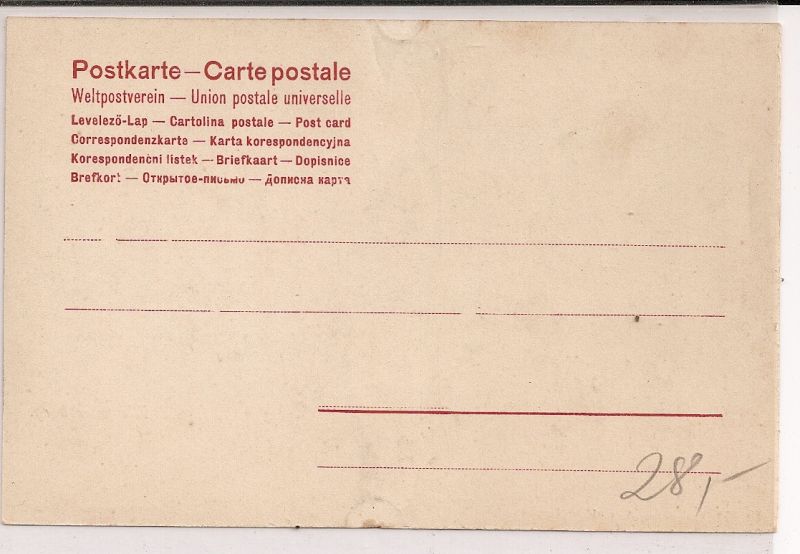 Postkarte — Carte postale
Weltpostverein — Union postale universelle
Levelező-Lap — Cartolina postale — Post card
Correspondenzkarte — Karta korespondencyjna
Korespondenční listek — Briefkaart — Dopisnice
Brefkort — Открытое-письмо — Дописна карта
28,-